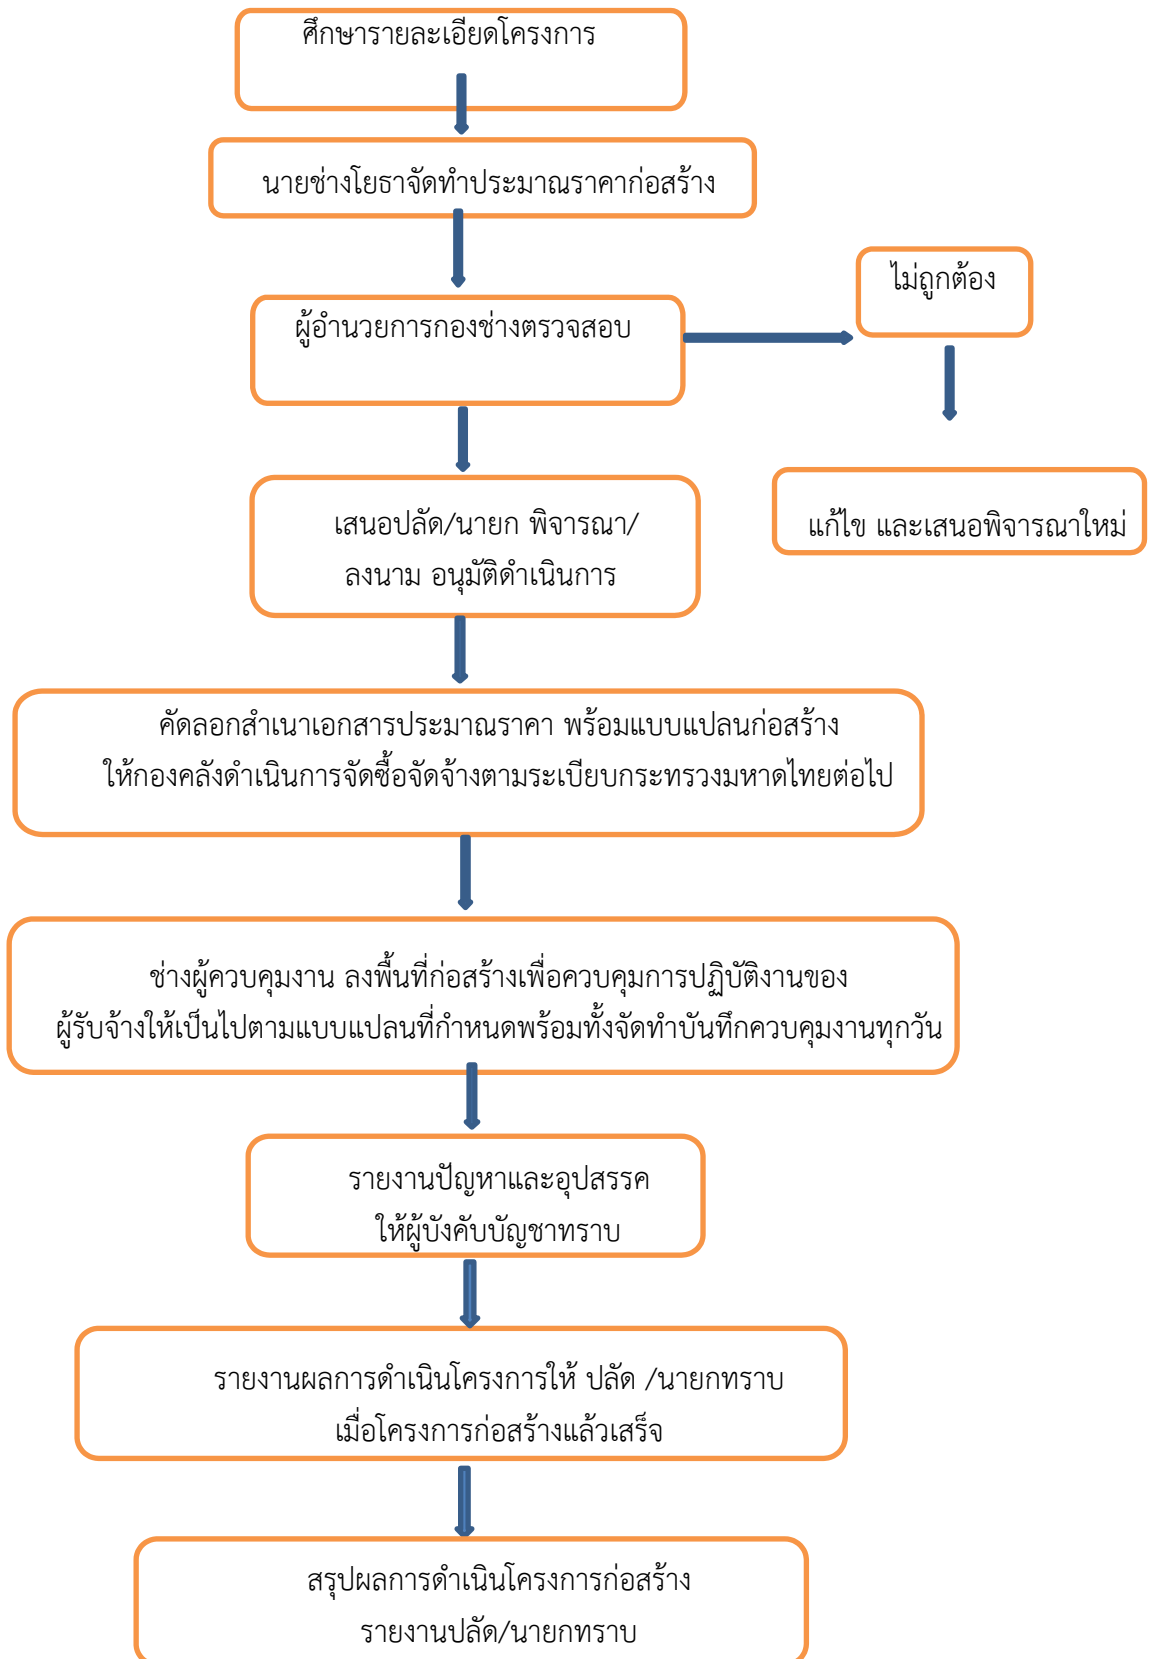 ศึกษารายละเอียดโครงการ
นายช่างโยธาจัดทำประมาณราคาก่อสร้าง
ผู้อำนวยการกองช่างตรวจสอบ
ไม่ถูกต้อง
แก้ไข และเสนอพิจารณาใหม่
เสนอปลัด/นายก พิจารณา/
ลงนาม อนุมัติดำเนินการ
คัดลอกสำเนาเอกสารประมาณราคา พร้อมแบบแปลนก่อสร้าง
ให้กองคลังดำเนินการจัดซื้อจัดจ้างตามระเบียบกระทรวงมหาดไทยต่อไป
ช่างผู้ควบคุมงาน ลงพื้นที่ก่อสร้างเพื่อควบคุมการปฏิบัติงานของ
ผู้รับจ้างให้เป็นไปตามแบบแปลนที่กำหนดพร้อมทั้งจัดทำบันทึกควบคุมงานทุกวัน
รายงานปัญหาและอุปสรรค
ให้ผู้บังคับบัญชาทราบ
รายงานผลการดำเนินโครงการให้ ปลัด /นายกทราบ
เมื่อโครงการก่อสร้างแล้วเสร็จ
สรุปผลการดำเนินโครงการก่อสร้าง
รายงานปลัด/นายกทราบ